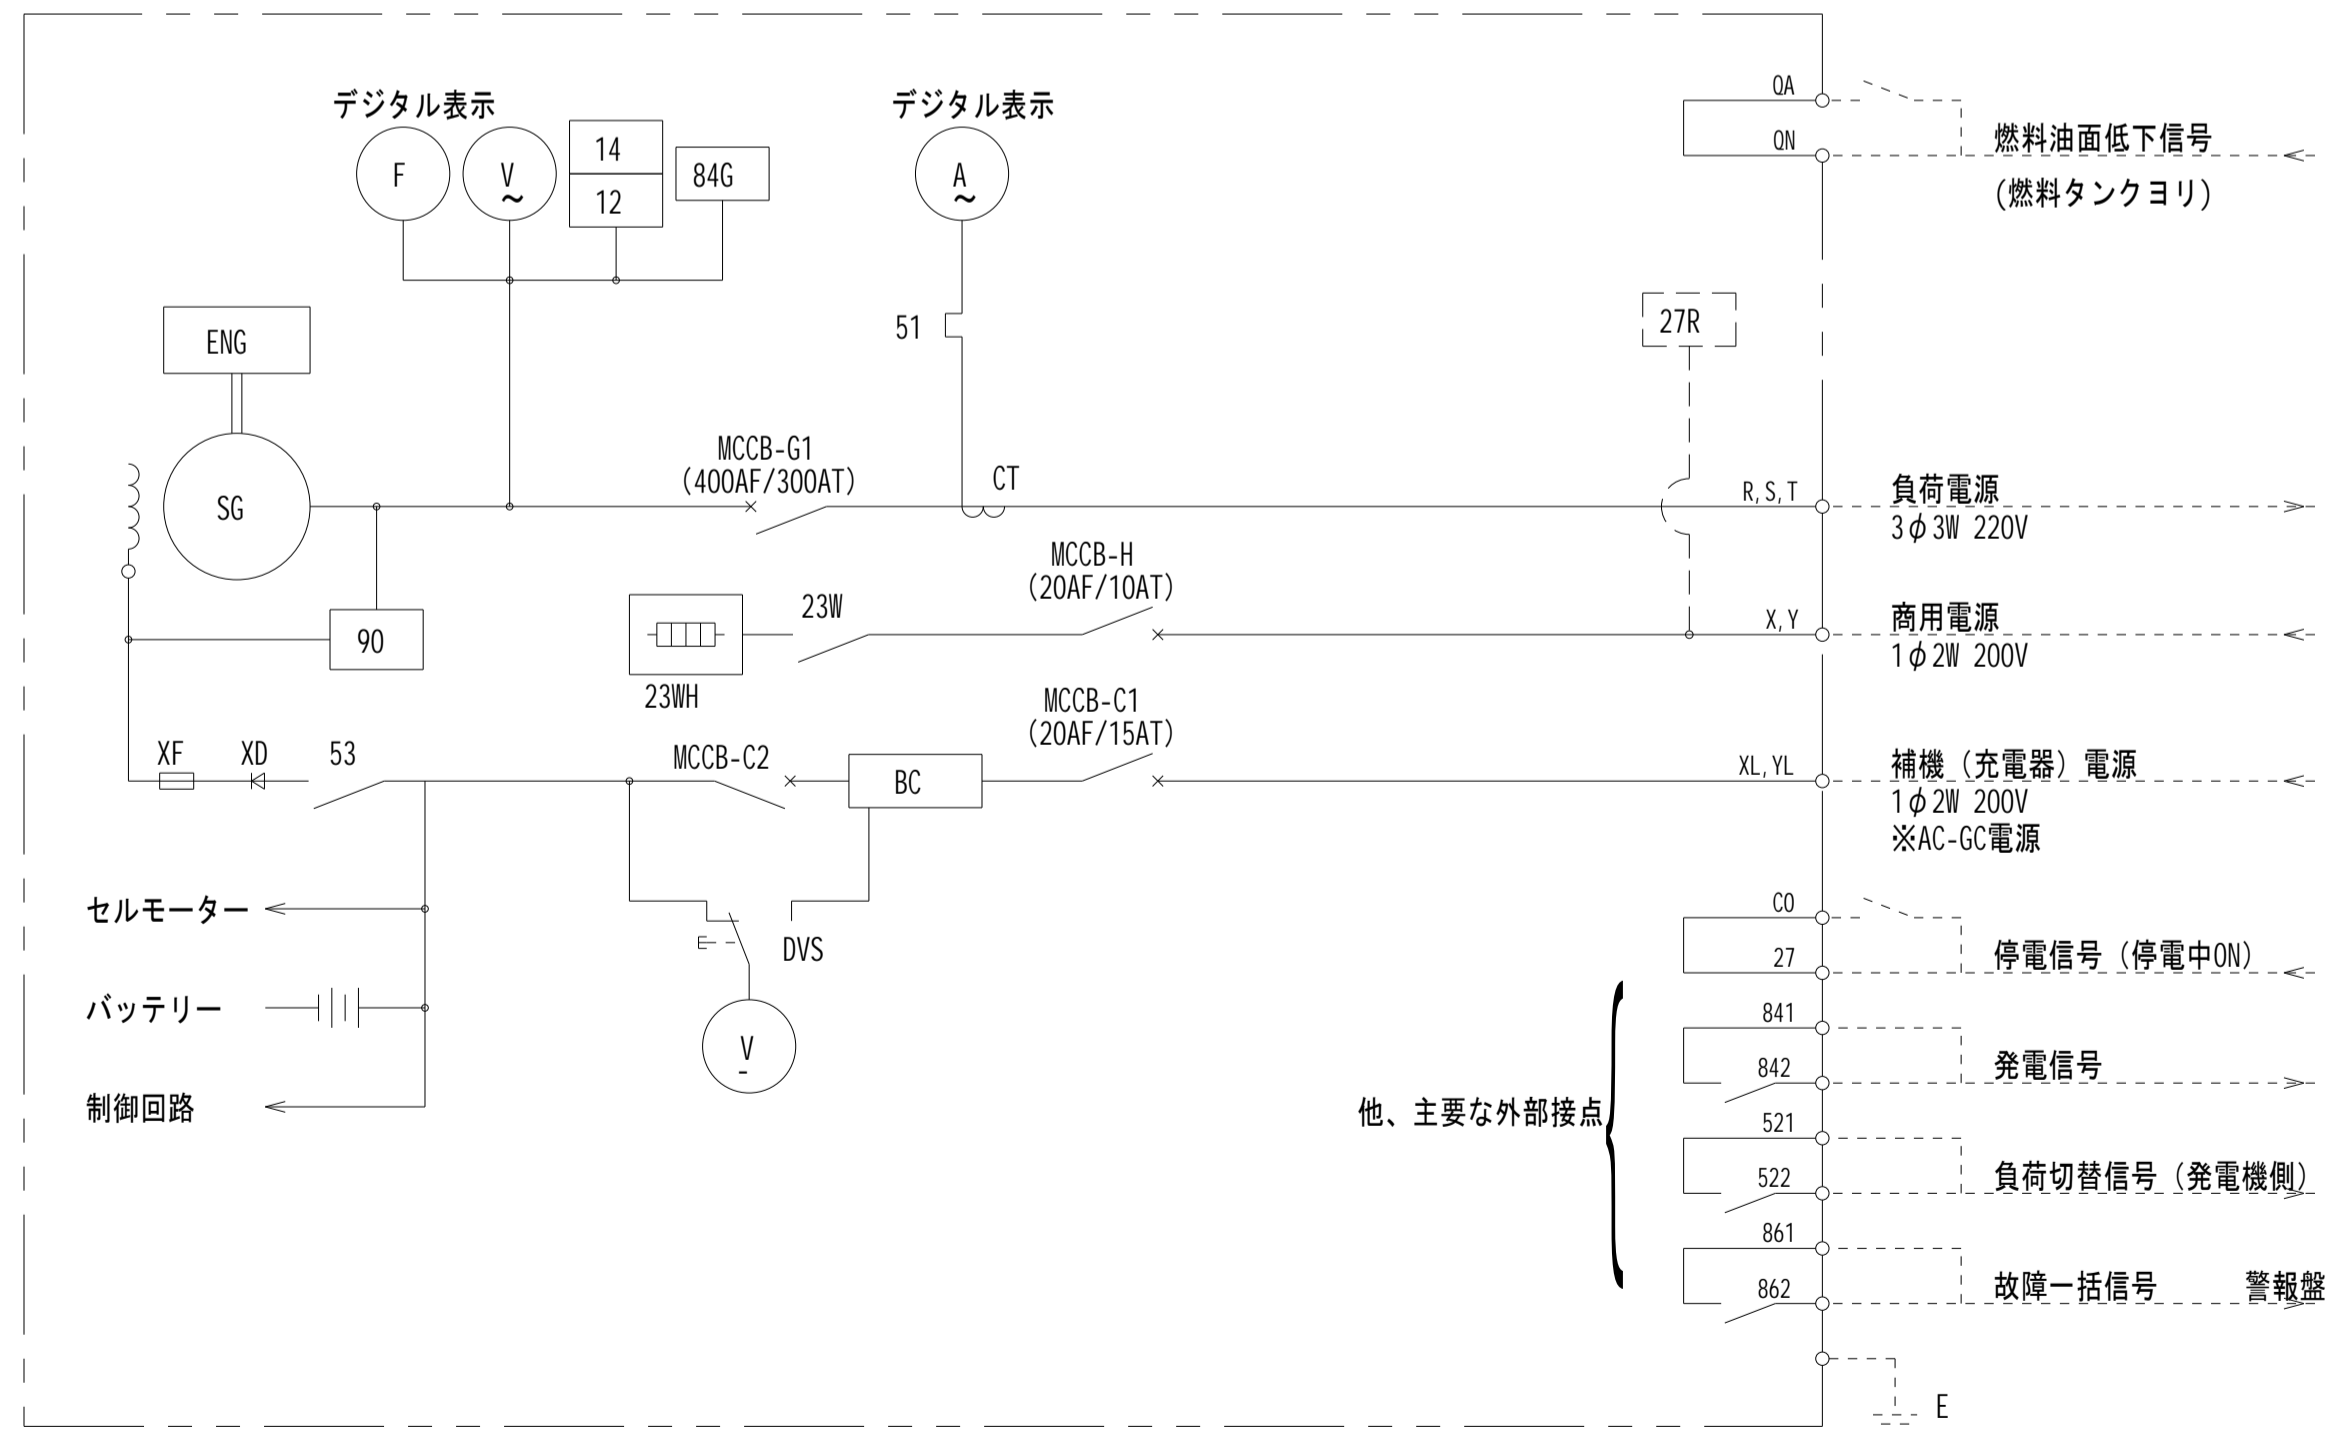 デジタル表示
デジタル表示
F
V
~
14
12
84G
A
~
QA
QN
燃料油面低下信号
(燃料タンクヨリ)
ENG
51
27R
SG
MCCB-G1
(400AF/300AT)
CT
R,S,T
負荷電源
3φ3W 220V
90
23WH
23W
MCCB-H
(20AF/10AT)
X,Y
商用電源
1φ2W 200V
XF
XD
53
MCCB-C2
BC
MCCB-C1
(20AF/15AT)
XL,YL
補機(充電器)電源
1φ2W 200V
※AC-GC電源
セルモーター
バッテリー
制御回路
DVS
V
-
他、主要な外部接点
CO
27
停電信号(停電中ON)
841
842
発電信号
521
522
負荷切替信号(発電機側)
861
862
故障一括信号 警報盤
E